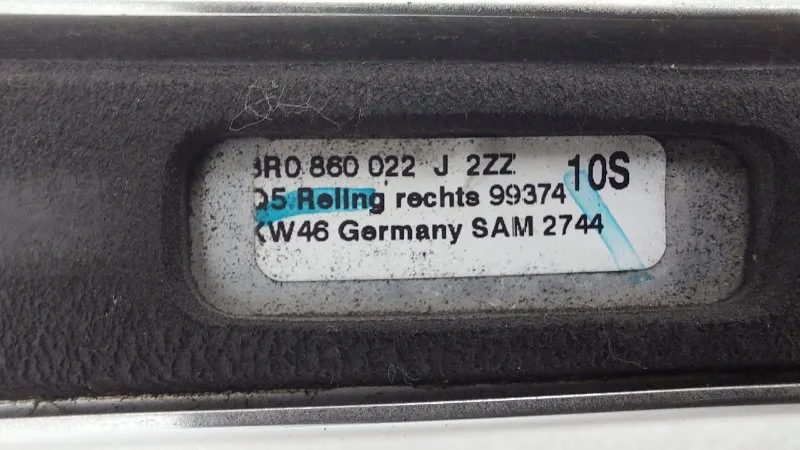 8R0 860 022 J 2ZZ 10S
Q5 Reling rechts 99374
KW46 Germany SAM 2744